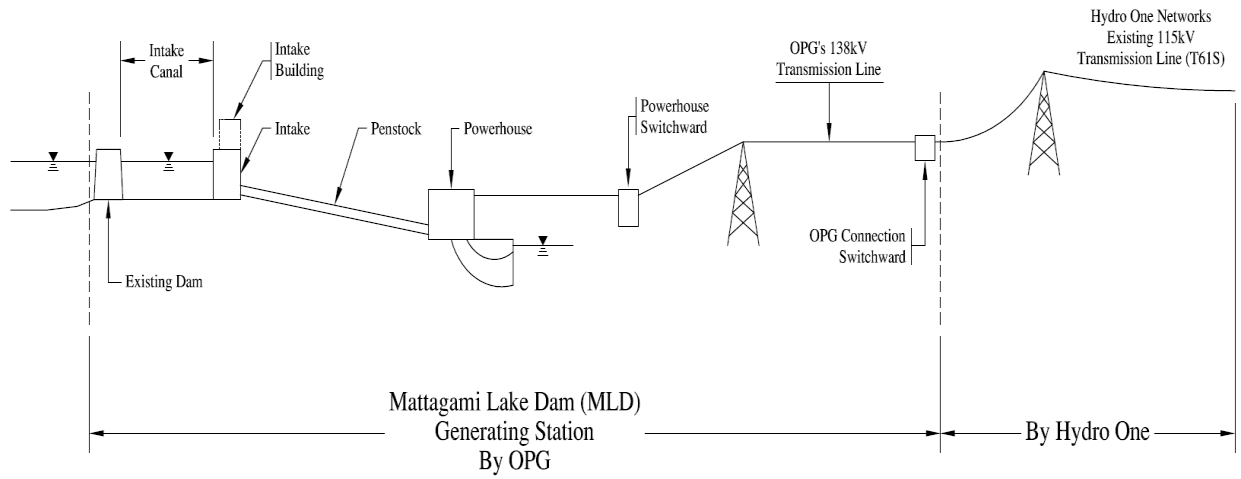 Intake
Canal
Intake
Building
Intake
Penstock
Powerhouse
Existing Dam
Powerhouse
Switchward
OPG's 138kV
Transmission Line
OPG Connection
Switchward
Hydro One Networks
Existing 115kV
Transmission Line (T61S)
Mattagami Lake Dam (MLD)
Generating Station
By OPG
By Hydro One